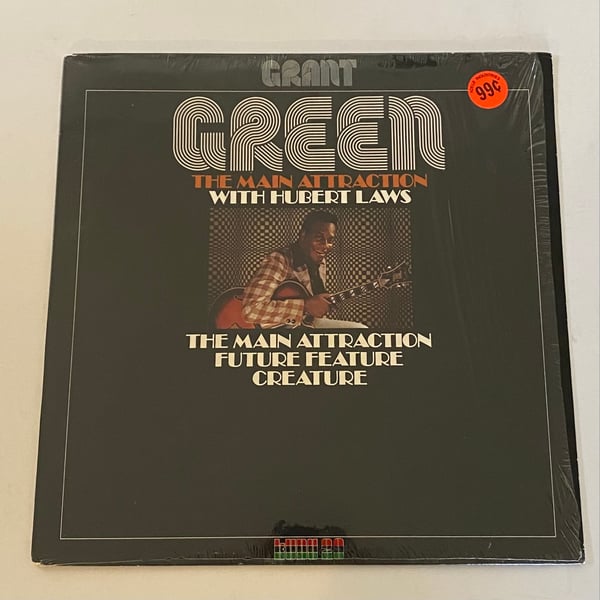 GRANT
GREEN
99¢
THE MAIN ATTRACTION
WITH HUBERT LAWS
THE MAIN ATTRACTION
FUTURE FEATURE
CREATURE